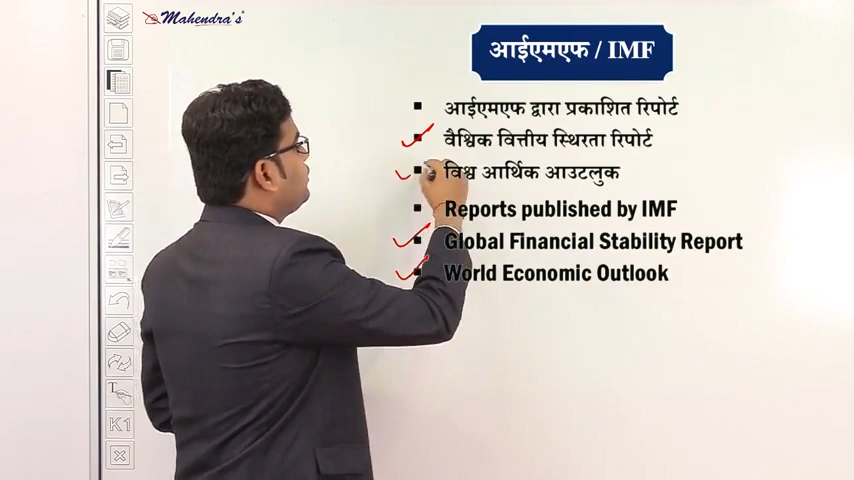 Mahendra's
आईएमएफ / IMF
आईएमएफ द्वारा प्रकाशित रिपोर्ट
वैश्विक वित्तीय स्थिरता रिपोर्ट
विश्व आर्थिक आउटलुक
Reports published by IMF
Global Financial Stability Report
World Economic Outlook
T
K1